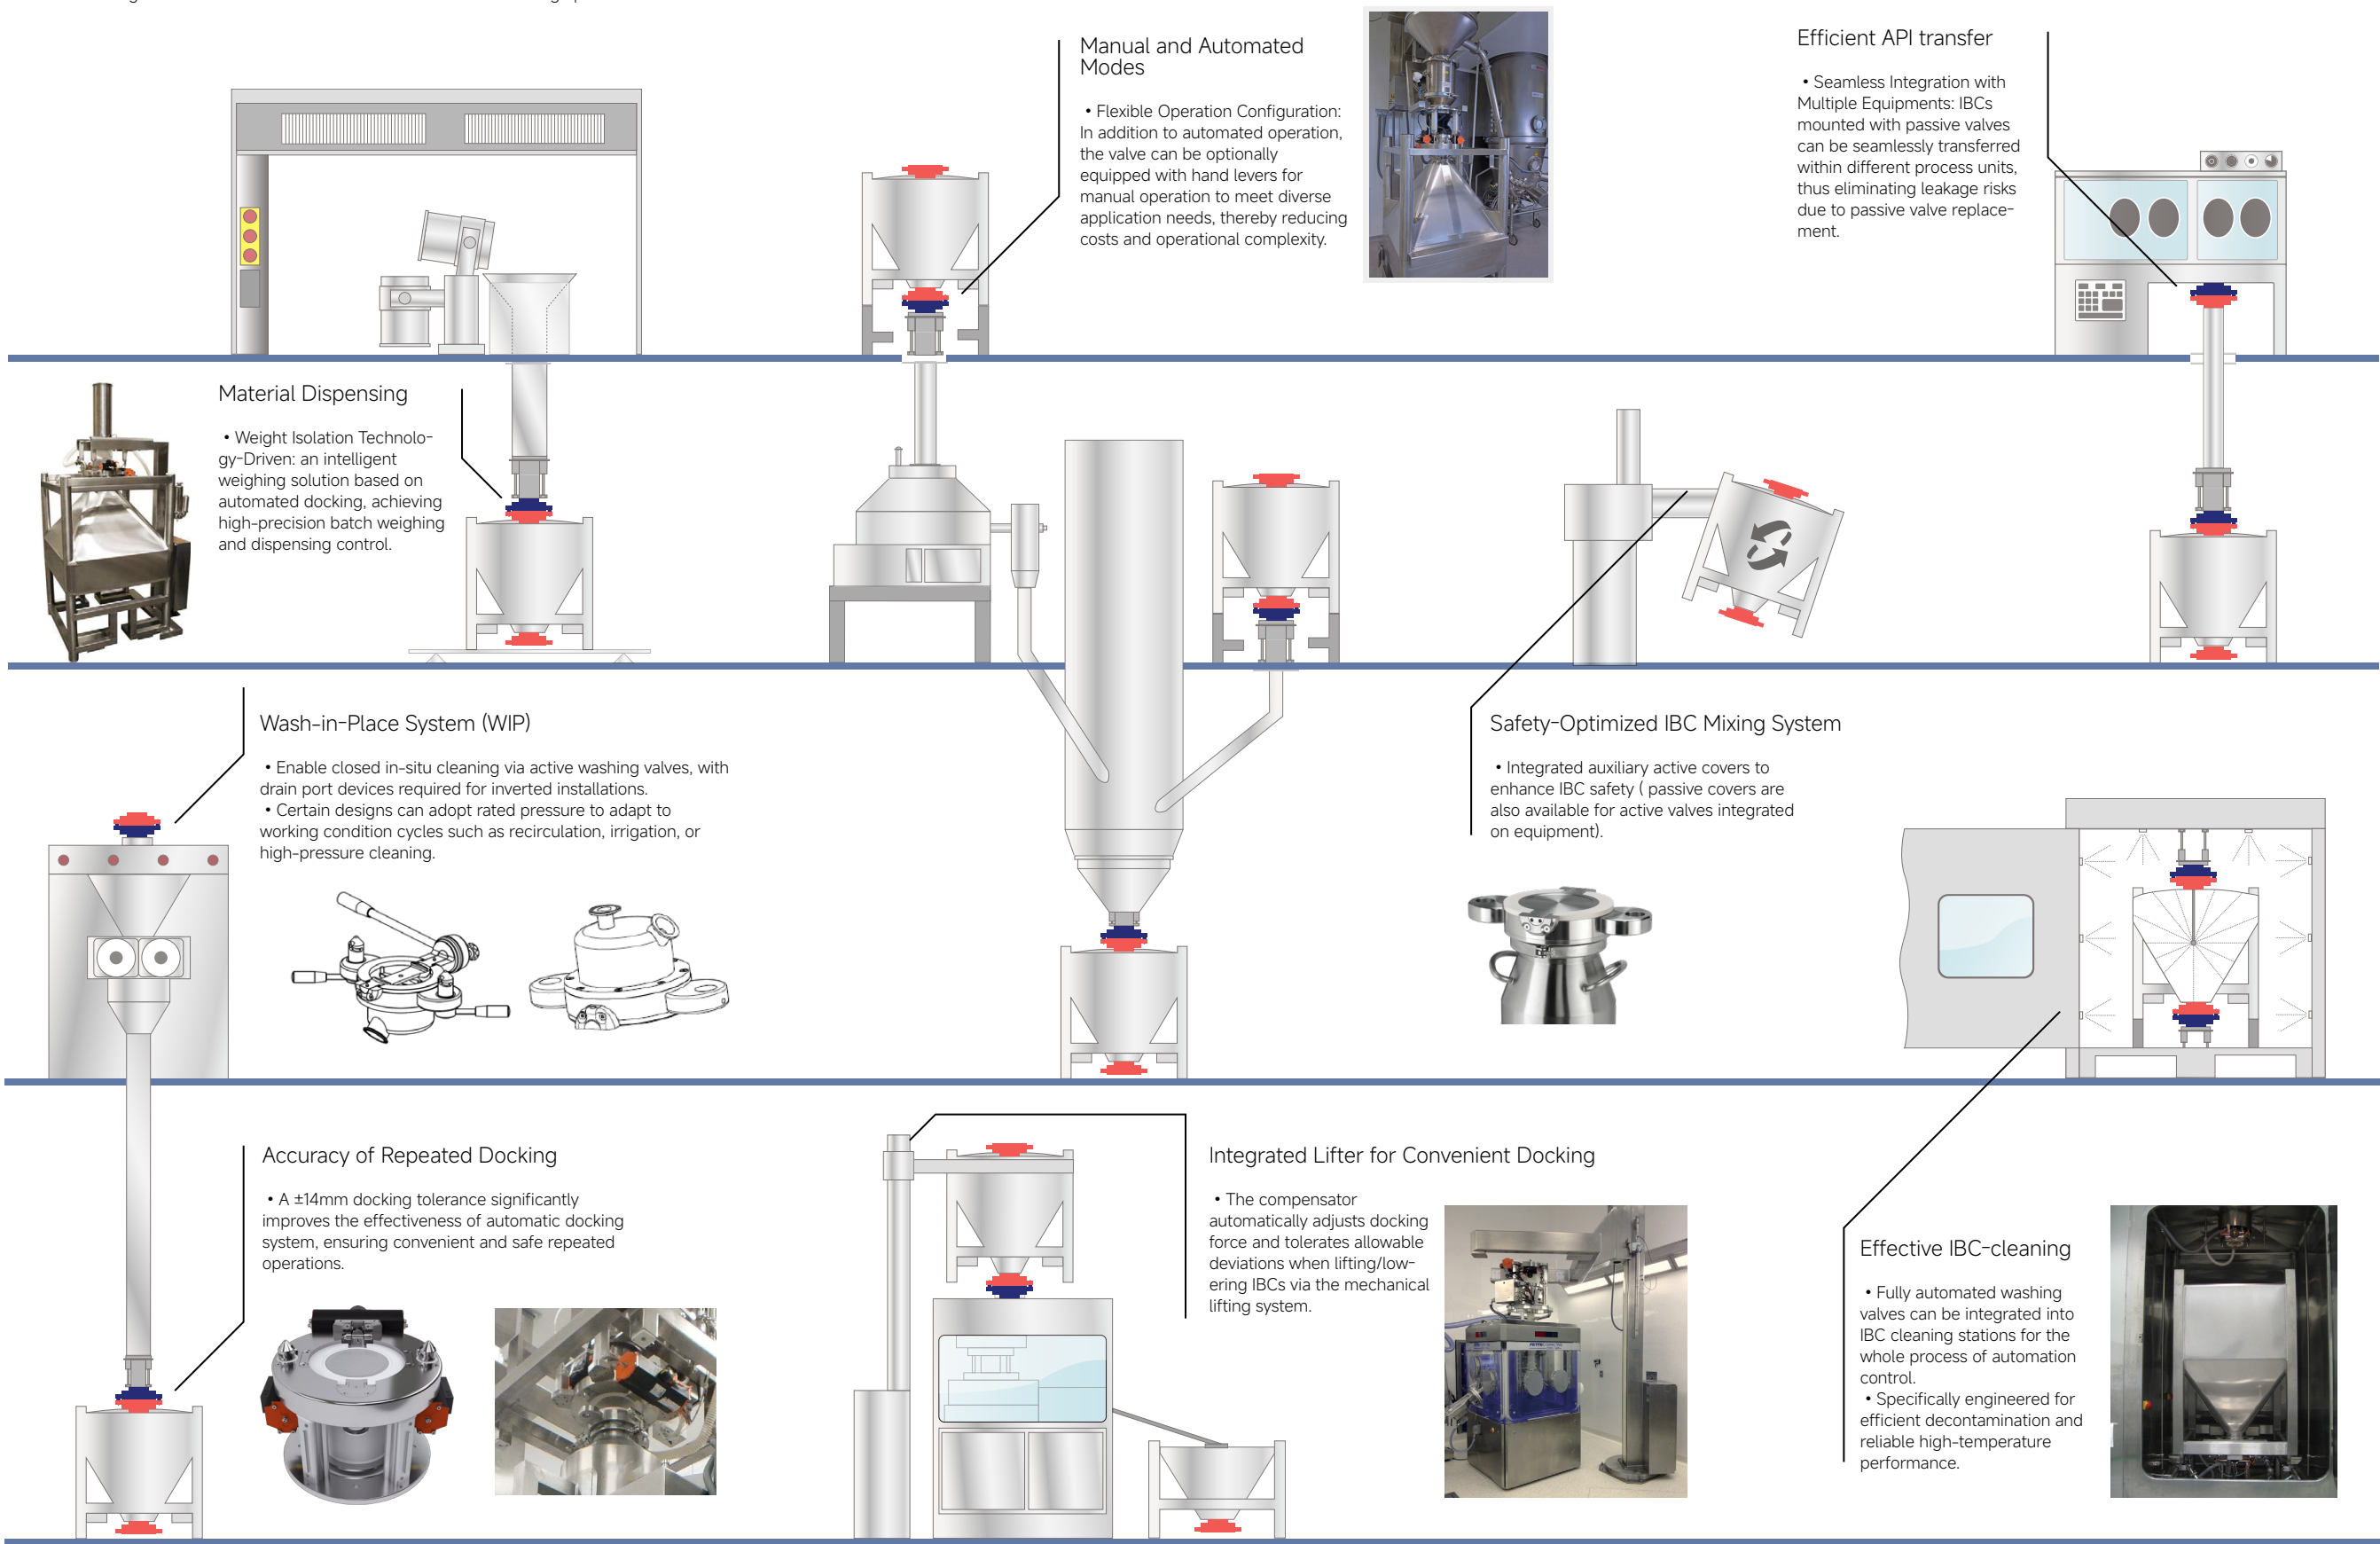 Manual and Automated
Modes
• Flexible Operation Configuration:
In addition to automated operation,
the valve can be optionally
equipped with hand levers for
manual operation to meet diverse
application needs, thereby reducing
costs and operational complexity.
Efficient API transfer
• Seamless Integration with
Multiple Equipments: IBCs
mounted with passive valves
can be seamlessly transferred
within different process units,
thus eliminating leakage risks
due to passive valve replace-
ment.
Material Dispensing
• Weight Isolation Technolo-
gy-Driven: an intelligent
weighing solution based on
automated docking, achieving
high-precision batch weighing
and dispensing control.
Wash-in-Place System (WIP)
• Enable closed in-situ cleaning via active washing valves, with
drain port devices required for inverted installations.
• Certain designs can adopt rated pressure to adapt to
working condition cycles such as recirculation, irrigation, or
high-pressure cleaning.
Safety-Optimized IBC Mixing System
• Integrated auxiliary active covers to
enhance IBC safety ( passive covers are
also available for active valves integrated
on equipment).
Accuracy of Repeated Docking
• A ±14mm docking tolerance significantly
improves the effectiveness of automatic docking
system, ensuring convenient and safe repeated
operations.
Integrated Lifter for Convenient Docking
• The compensator
automatically adjusts docking
force and tolerates allowable
deviations when lifting/low-
ering IBCs via the mechanical
lifting system.
Effective IBC-cleaning
• Fully automated washing
valves can be integrated into
IBC cleaning stations for the
whole process of automation
control.
• Specifically engineered for
efficient decontamination and
reliable high-temperature
performance.